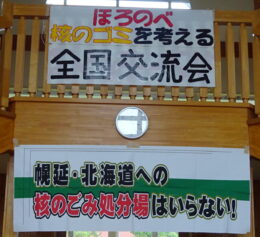 ほろのべ
核のゴミを考える
全国交流会
幌延・北海道への
核のごみ処分場はいらない!